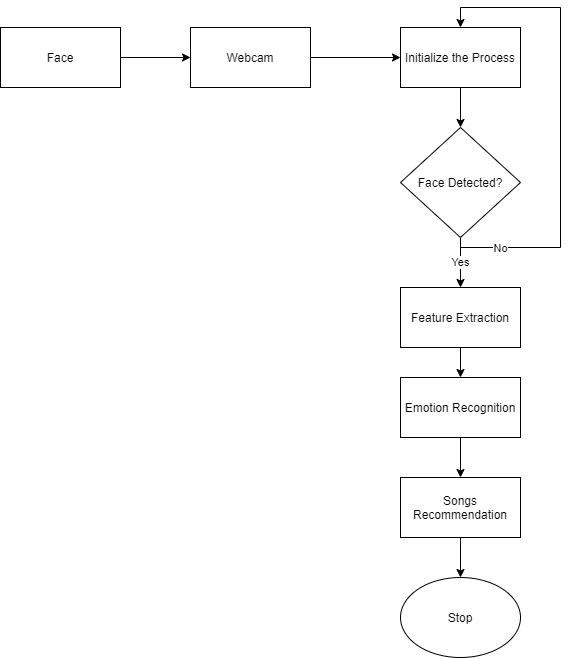 Face
Webcam
Initialize the Process
Face Detected?
No
Yes
Feature Extraction
Emotion Recognition
Songs
Recommendation
Stop